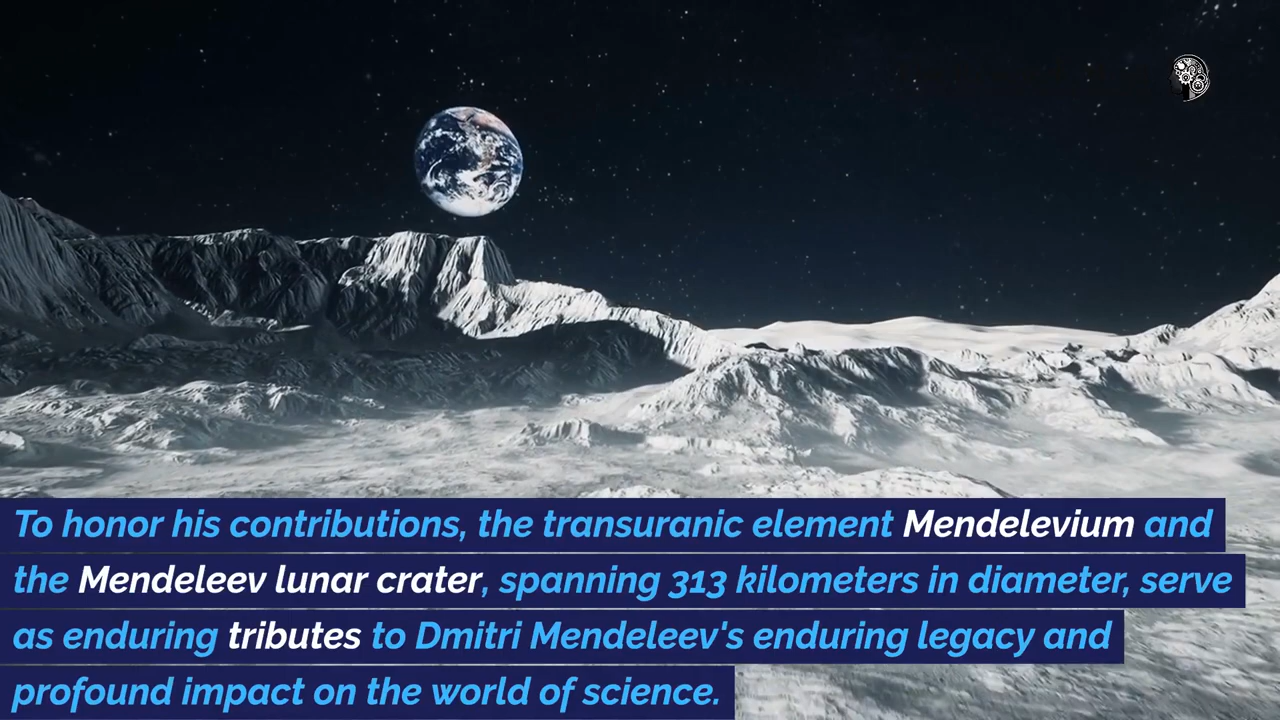 To honor his contributions, the transuranic element Mendelevium and
the Mendeleev lunar crater, spanning 313 kilometers in diameter, serve
as enduring tributes to Dmitri Mendeleev's enduring legacy and
profound impact on the world of science.